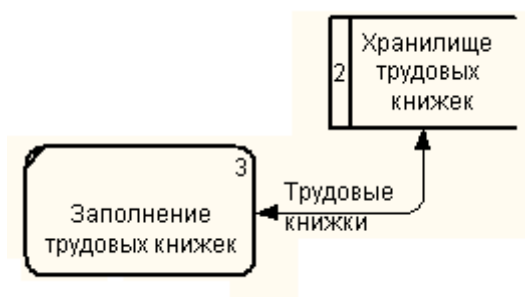 Хранилище
2
трудовых
книжек
3
Трудовые
книжки
Заполнение
трудовых книжек